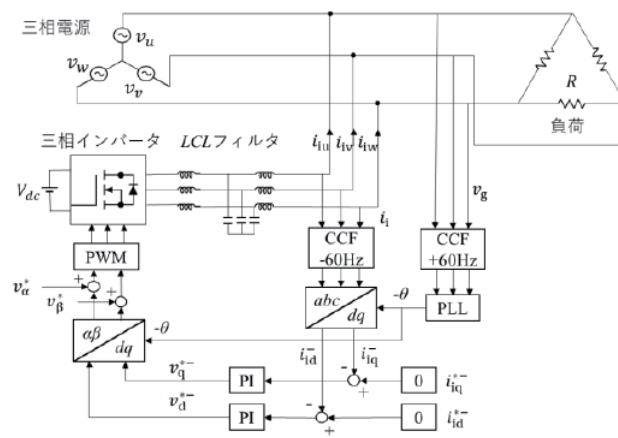 三相電源
v_u
v_w
v_v
R
負荷
三相インバータ LCLフィルタ
i_iu i_iv i_iw
V_dc
v_g
i_i
PWM
CCF
-60Hz
CCF
+60Hz
v_α^*
+
v_β^*
+
abc
dq
-θ
PLL
αβ
dq
-θ
i_id^-
i_iq^-
v_q^{*-}
PI
-
+
0
i_iq^{*-}
v_d^{*-}
PI
-
+
0
i_id^{*-}